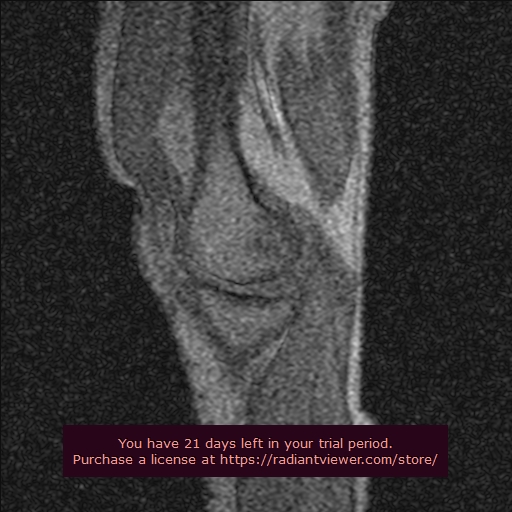 You have 21 days left in your trial period.
Purchase a license at https://radiantviewer.com/store/